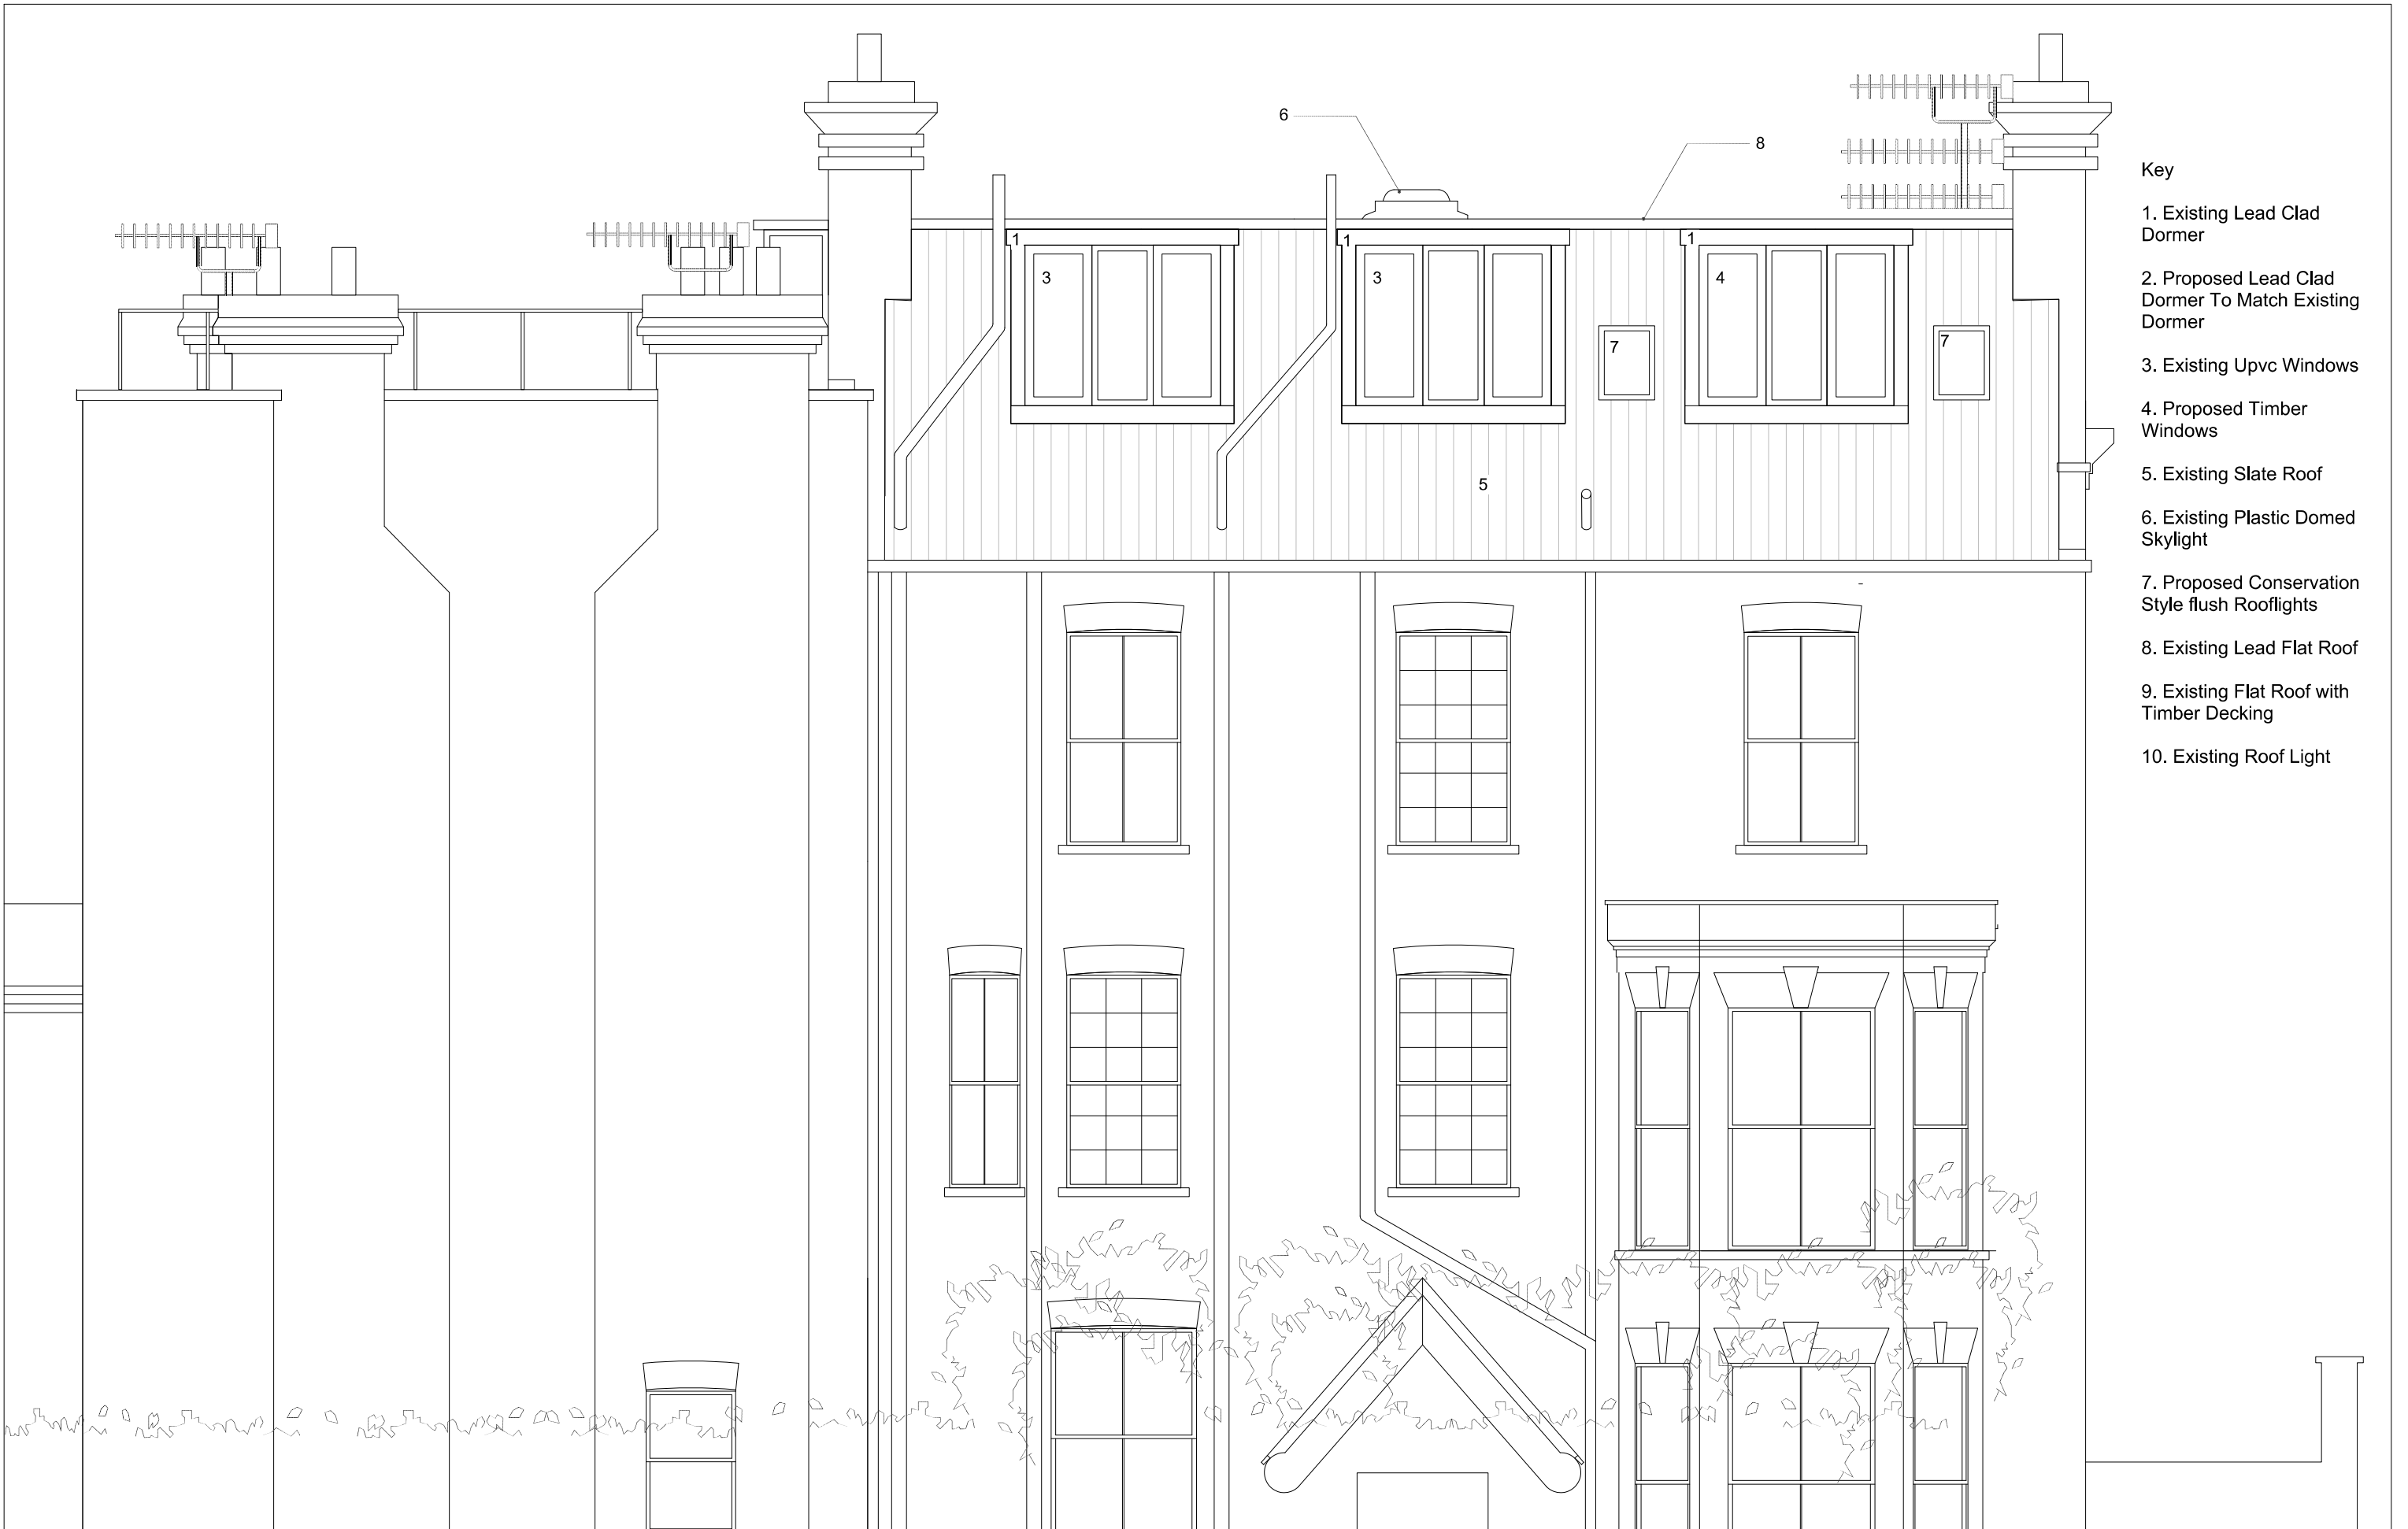 6
8
1
1
1
3
3
4
7
7
5
Key
1. Existing Lead Clad
Dormer
2. Proposed Lead Clad
Dormer To Match Existing
Dormer
3. Existing Upvc Windows
4. Proposed Timber
Windows
5. Existing Slate Roof
6. Existing Plastic Domed
Skylight
7. Proposed Conservation
Style flush Rooflights
8. Existing Lead Flat Roof
9. Existing Flat Roof with
Timber Decking
10. Existing Roof Light